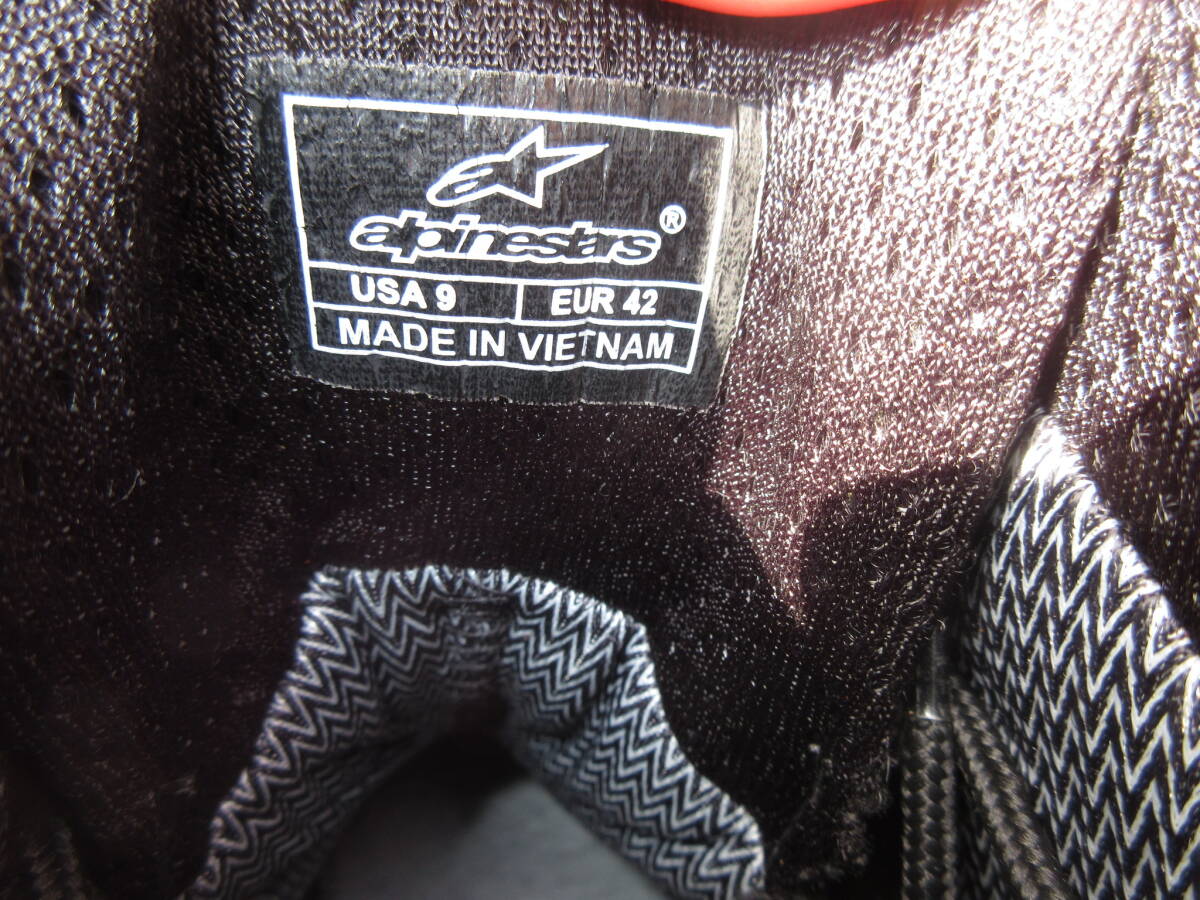 alpinestars®
USA 9 EUR 42
MADE IN VIETNAM